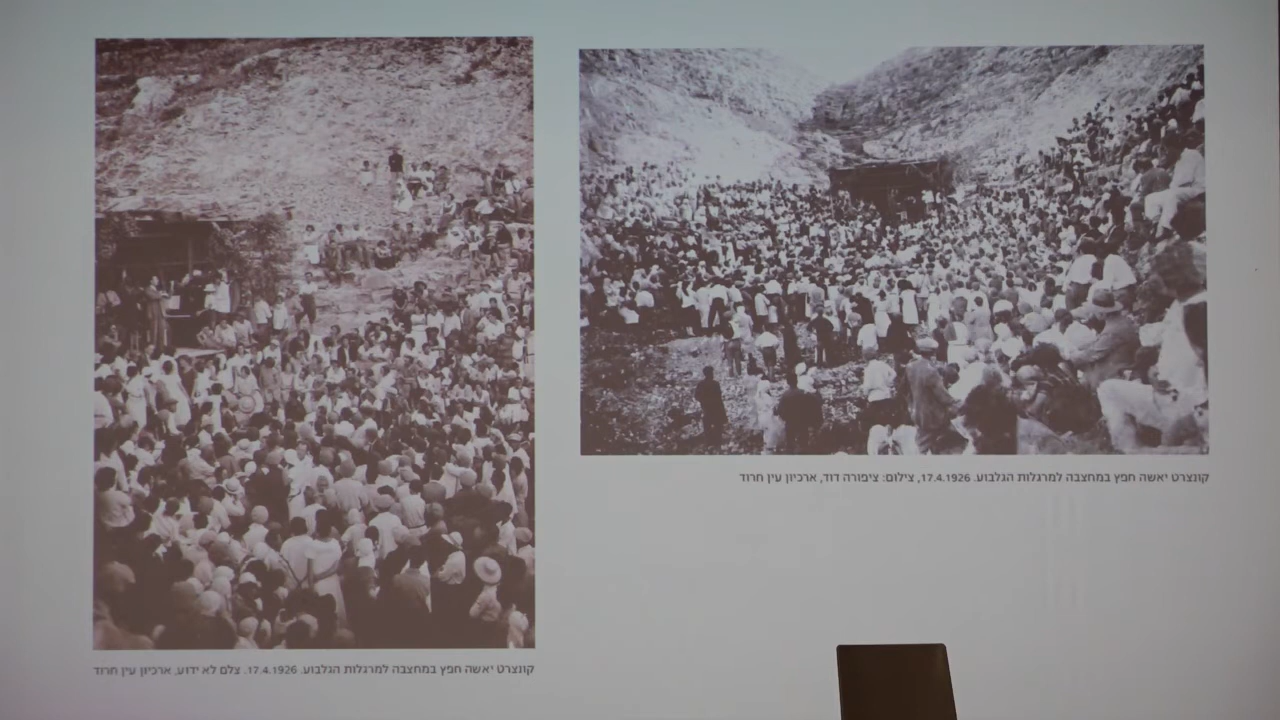 קונצרט יאשה חפץ במחצבה למרגלות הגלבוע. 17.4.1926, צילום: ציפורה דוד, ארכיון עין חרוד
קונצרט יאשה חפץ במחצבה למרגלות הגלבוע. 17.4.1926. צלם לא ידוע, ארכיון עין חרוד